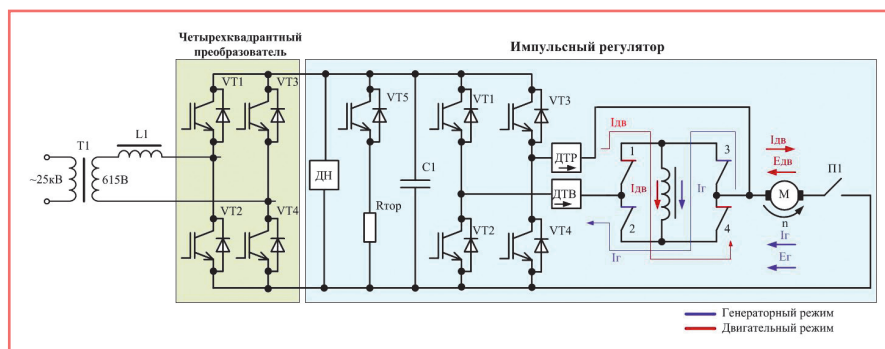 Четырехквадрантный
преобразователь
Импульсный регулятор
VT1
VT3
VT5
VT1
VT3
T1
L1
~25кВ
615В
ДН
C1
Rтор
ДТР
ДТВ
VT2
VT4
VT2
VT4
Iдв
1
3
Iдв
Iг
2
4
Iг
Iдв
Eдв
М
П1
n
Iг
Eг
Генераторный режим
Двигательный режим